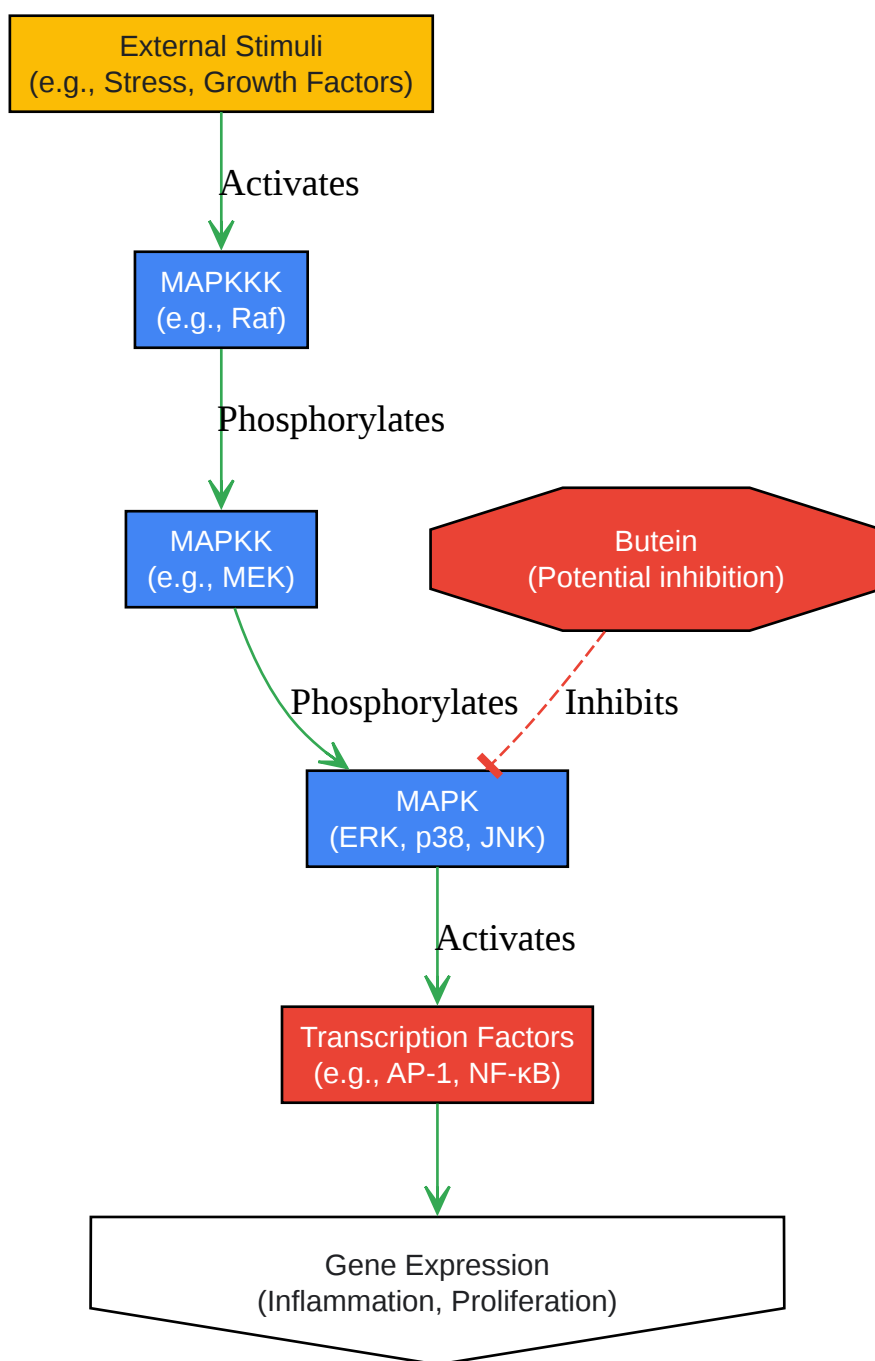 External Stimuli
(e.g., Stress, Growth Factors)
Activates
MAPKKK
(e.g., Raf)
Phosphorylates
MAPKK
(e.g., MEK)
Butein
(Potential inhibition)
Phosphorylates
Inhibits
MAPK
(ERK, p38, JNK)
Activates
Transcription Factors
(e.g., AP-1, NF-κB)
Gene Expression
(Inflammation, Proliferation)